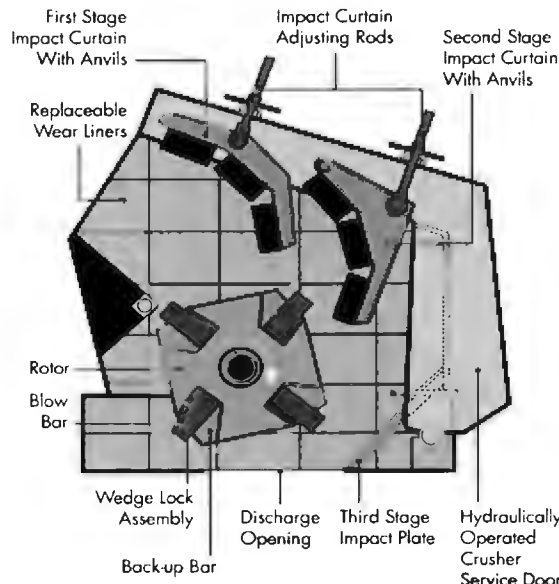 First Stage
Impact Curtain
With Anvils
Impact Curtain
Adjusting Rods
Second Stage
Impact Curtain
With Anvils
Replaceable
Wear Liners
Rotor
Blow
Bar
Wedge Lock
Assembly
Back-up Bar
Discharge
Opening
Third Stage
Impact Plate
Hydraulically
Operated
Crusher
Service Door